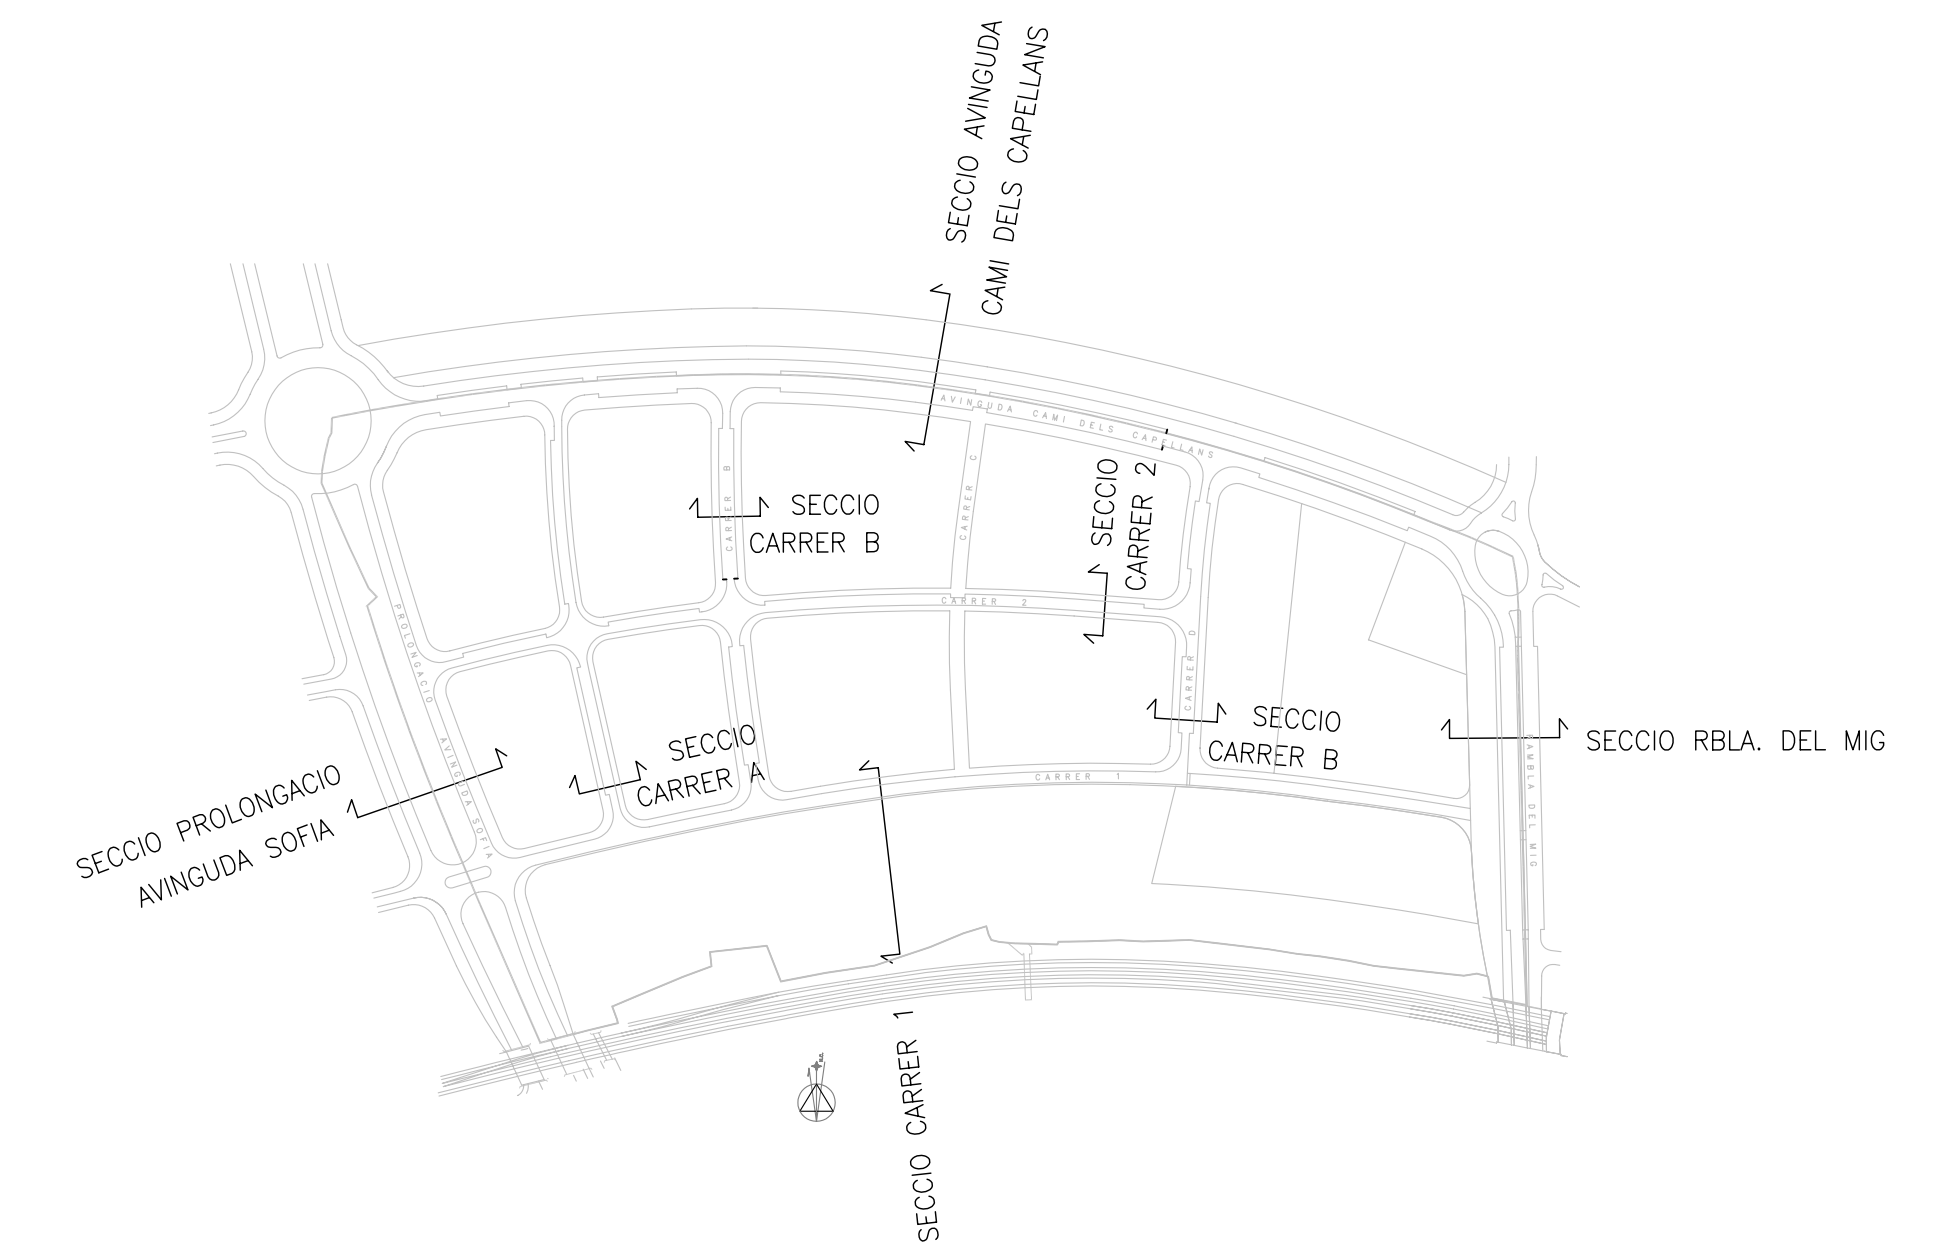 SECCIO AVINGUDA
CAMI DELS CAPELLANS
AVINGUDA CAMI DELS CAPELLANS
SECCIO
CARRER 2
CARRER B
SECCIO
CARRER B
CARRER C
CARRER 2
CARRER D
PROLONGACIO AVINGUDA SOFIA
SECCIO
CARRER B
SECCIO RBLA. DEL MIG
RAMBLA DEL MIG
SECCIO
CARRER A
CARRER 1
SECCIO PROLONGACIO
AVINGUDA SOFIA
SECCIO CARRER 1